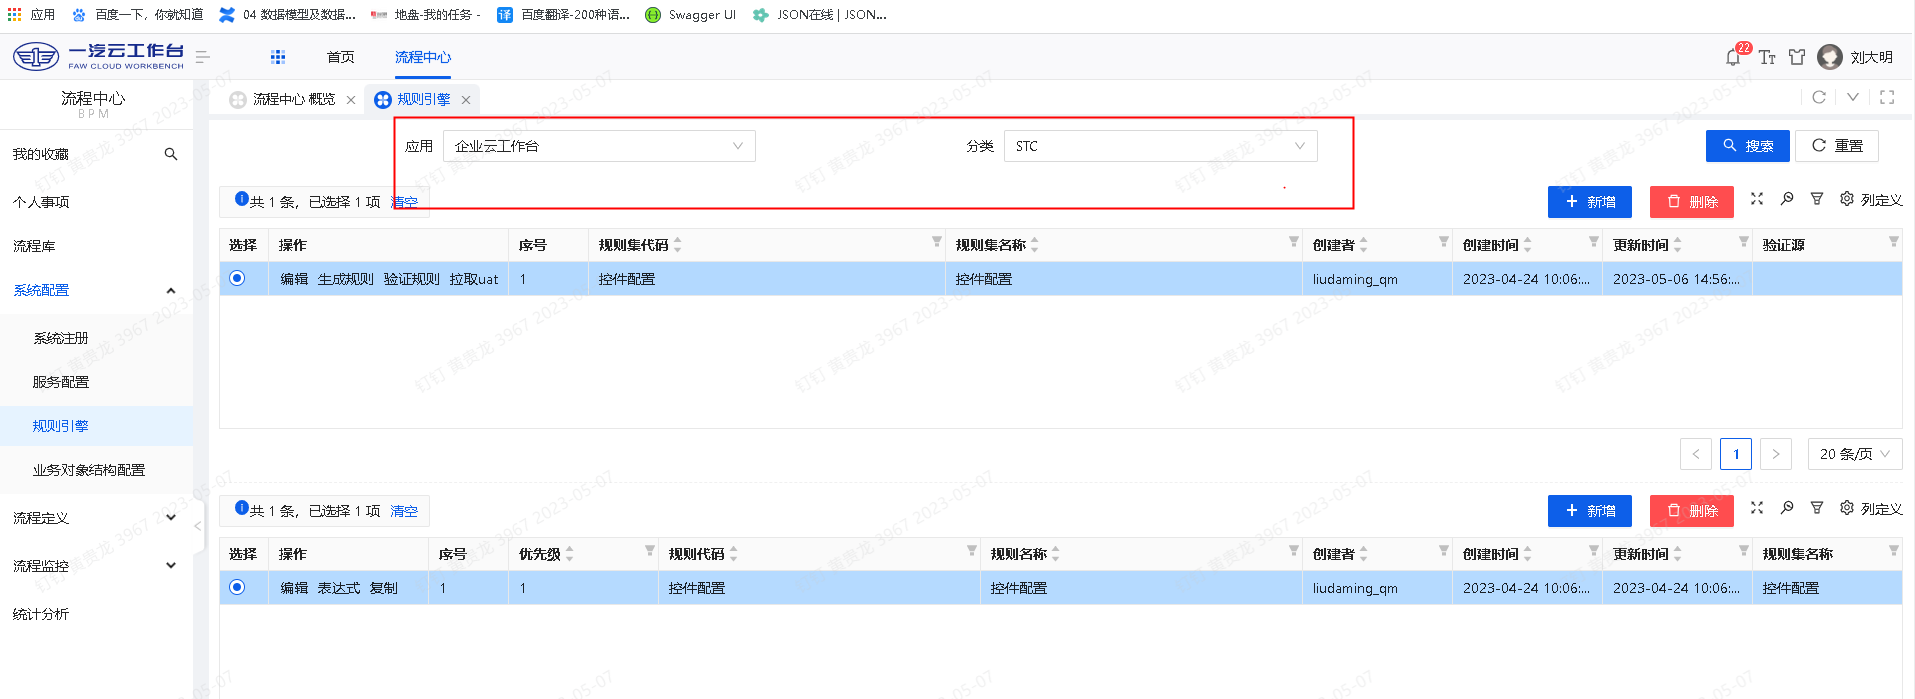 应用 百度一下，你就知道 04 数据模型及数据... 地盘-我的任务 - 百度翻译-200种语... Swagger UI JSON在线 | JSON...
一汽云工作台 首页 流程中心 22 刘大明
FAW CLOUD WORKBENCH
流程中心 流程中心 概览 规则引擎
BPM
应用 企业云工作台 分类 STC 搜索 重置
我的收藏
个人事项
流程库
系统配置
系统注册
服务配置
规则引擎
业务对象结构配置
流程定义
流程监控
统计分析
共 1 条，已选择 1 项 清空 新增 删除 列定义
选择 操作 序号 规则集代码 规则集名称 创建者 创建时间 更新时间 验证源
编辑 生成规则 验证规则 拉取uat 1 控件配置 控件配置 liudaming_qm 2023-04-24 10:06:... 2023-05-06 14:56:...
1 20 条/页
共 1 条，已选择 1 项 清空 新增 删除 列定义
选择 操作 序号 优先级 规则代码 规则名称 创建者 创建时间 更新时间 规则集名称
编辑 表达式 复制 1 1 控件配置 控件配置 liudaming_qm 2023-04-24 10:06:... 2023-04-24 10:06:... 控件配置
钉钉 黄贵龙 3967 2023-05-07